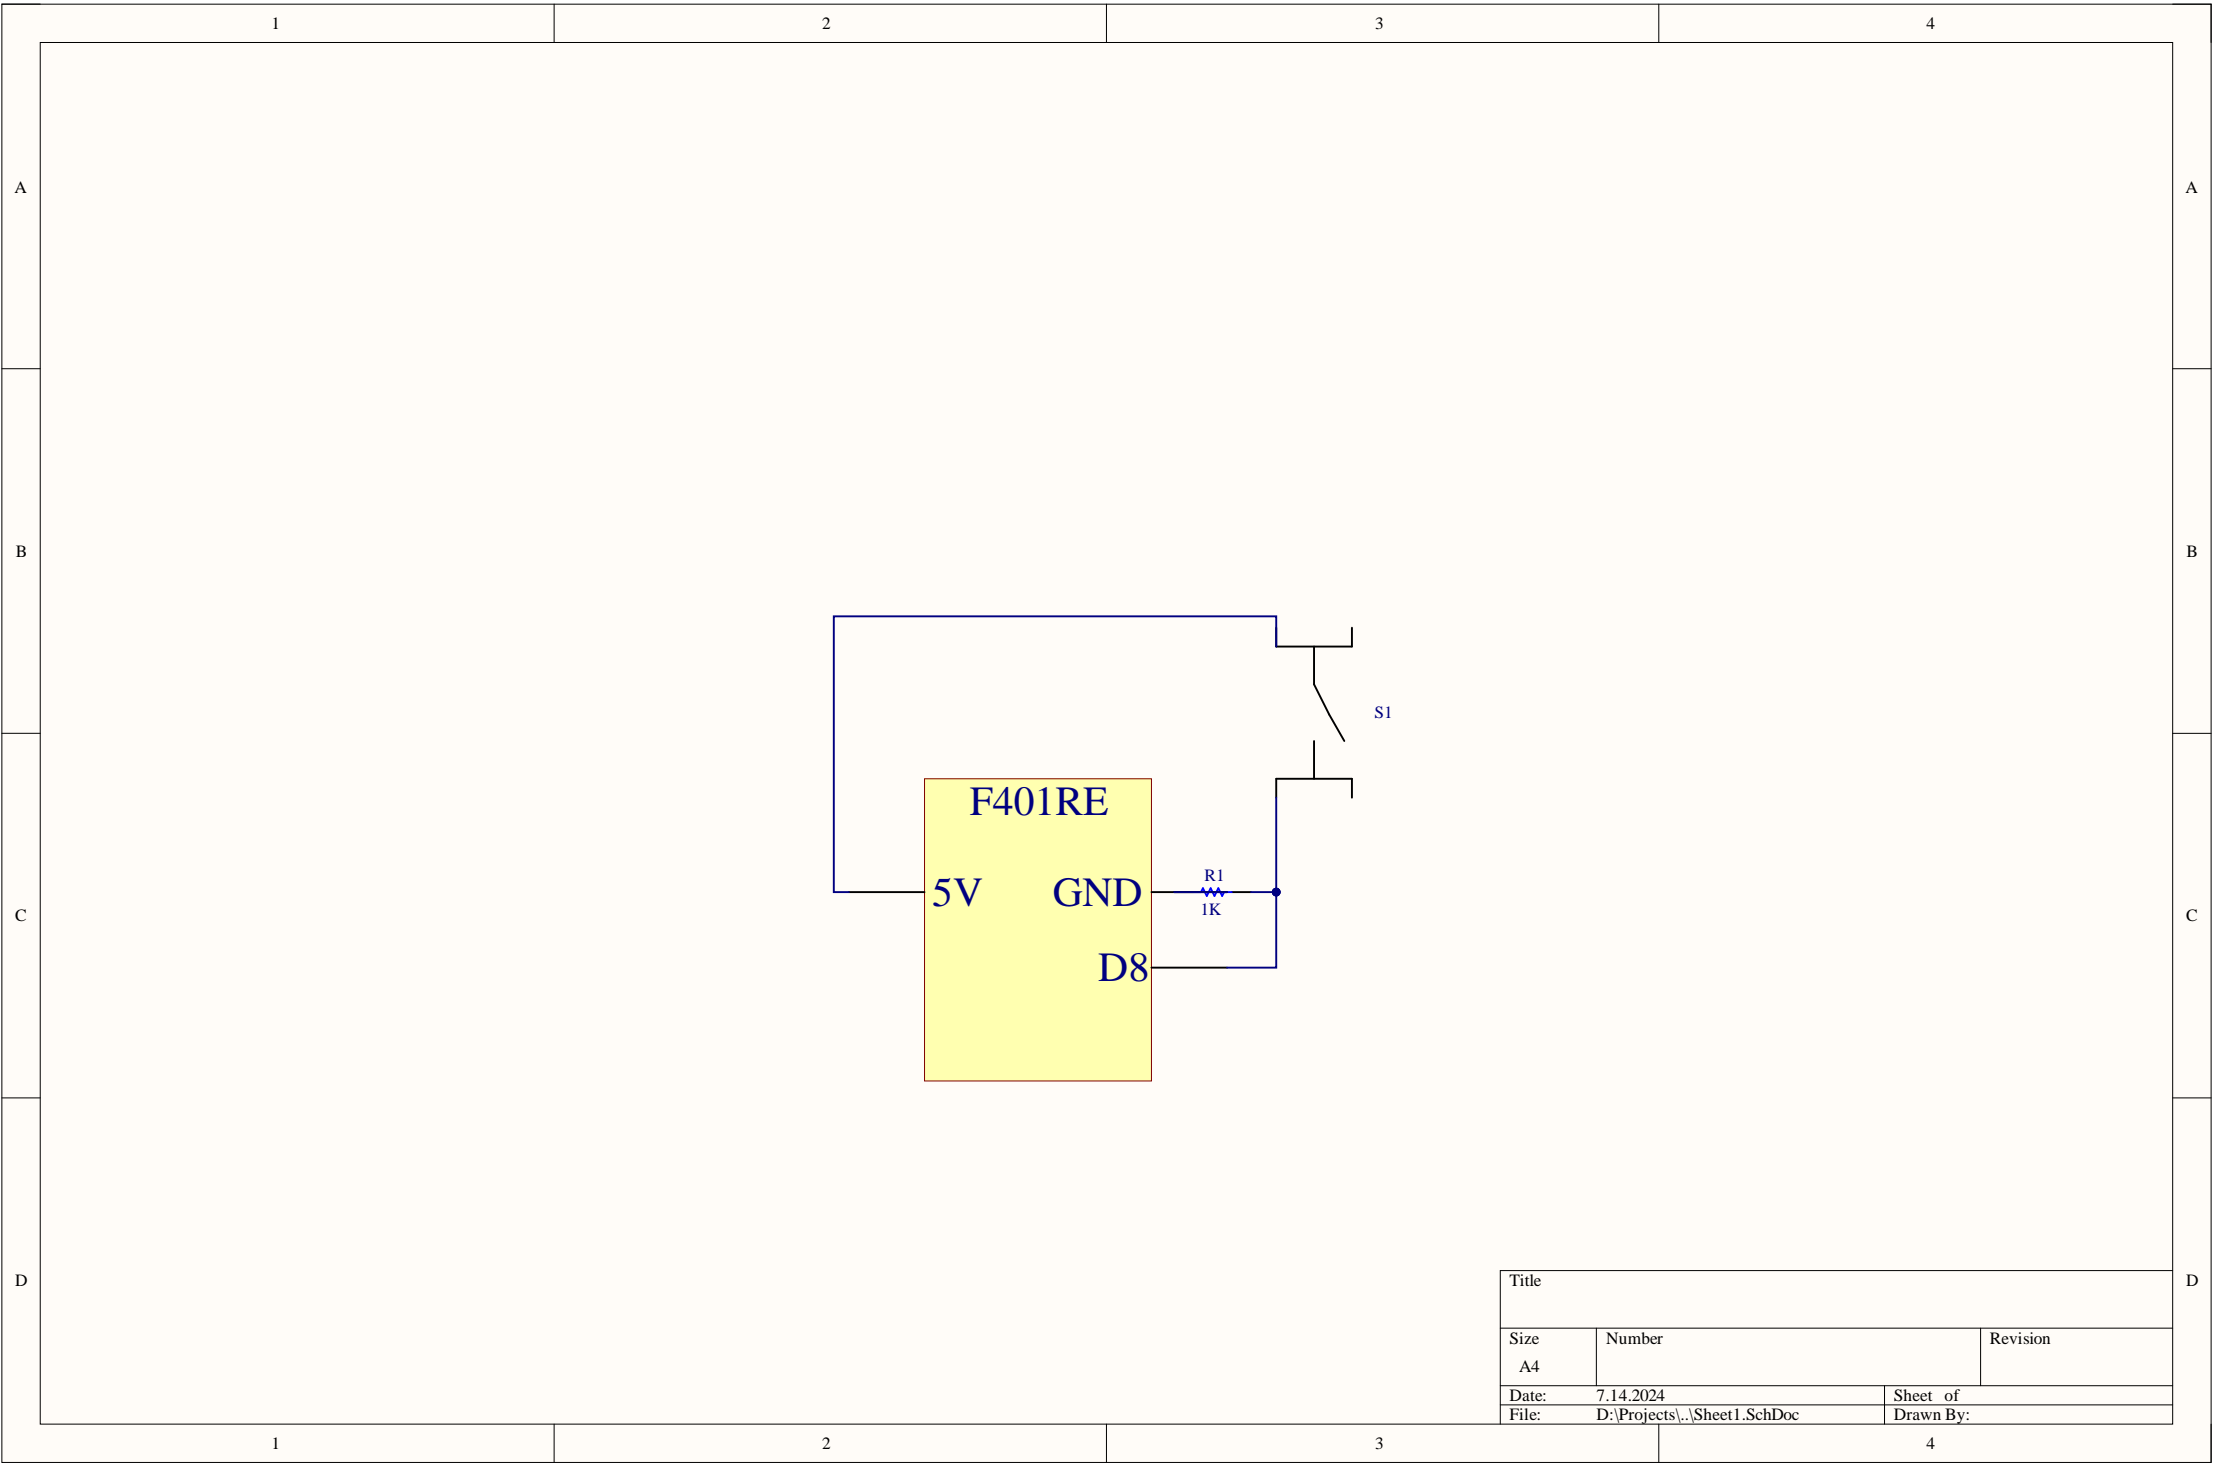 1 2 3 4
A A
B B
S1
F401RE
R1
5V GND
1K
C C
D8
D D
Title
Size Number Revision
A4
Date: 7.14.2024 Sheet of
File: D:\Projects\..\Sheet1.SchDoc Drawn By:
1 2 3 4